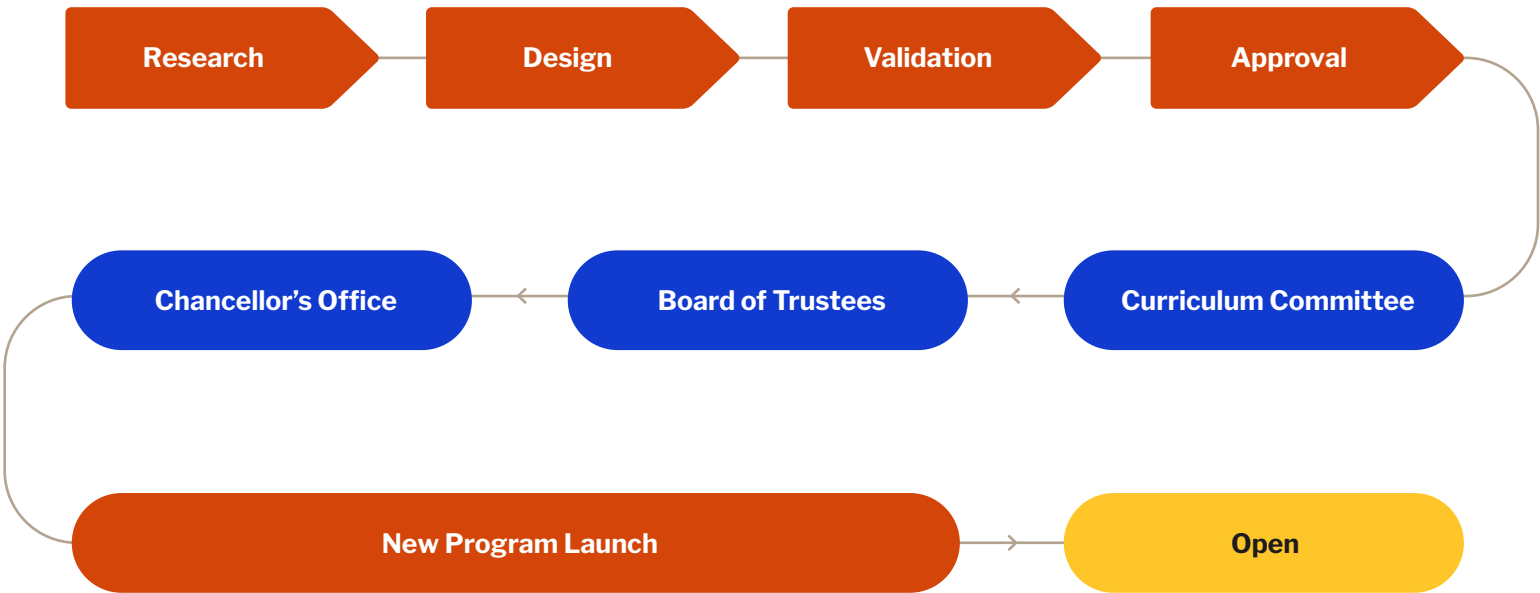 Research
Design
Validation
Approval
Curriculum Committee
Board of Trustees
Chancellor’s Office
New Program Launch
Open